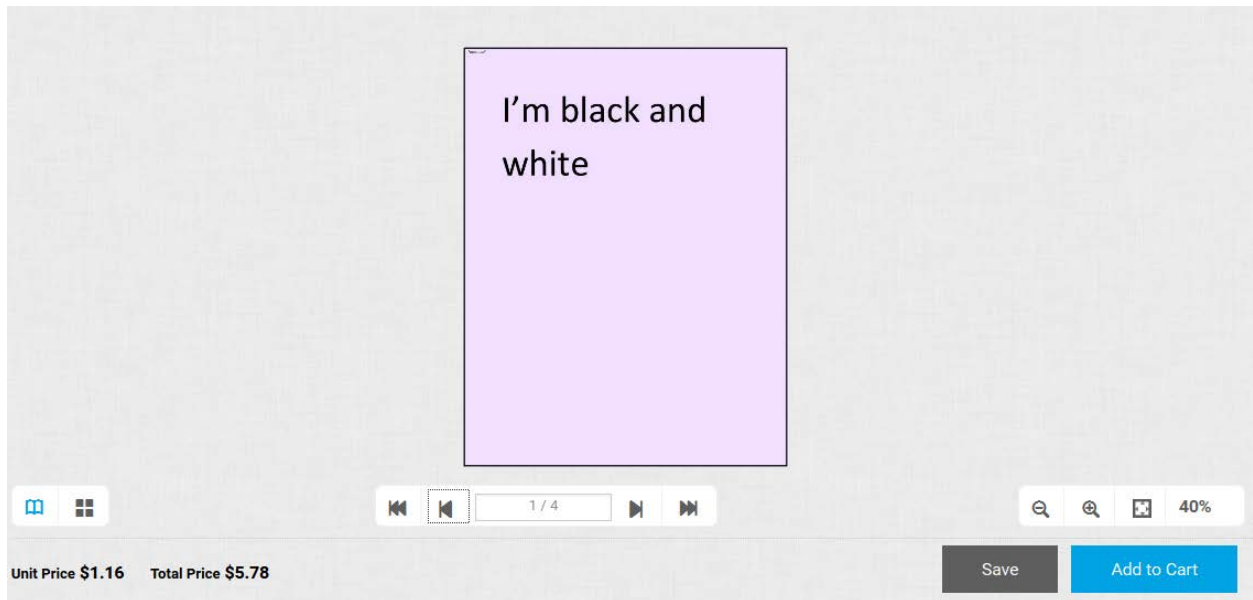 I'm black and
white
1 / 4
40%
Unit Price $1.16 Total Price $5.78
Save
Add to Cart